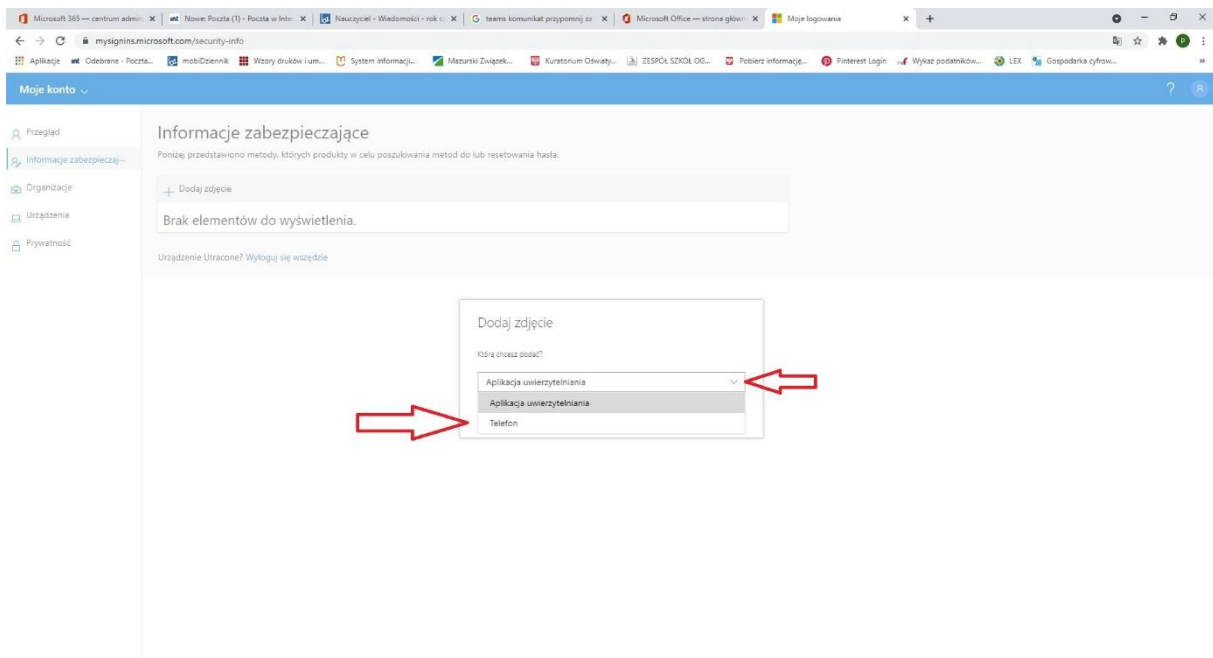 Microsoft 365 — centrum admin
Nowe: Poczta (1) - Poczta w Inte
Nauczyciel - Wiadomości - rok s
teams komunikat przypomnij za
Microsoft Office — strona główn
Moje logowania
mysignins.microsoft.com/security-info
Aplikacje
Odebrane - Poczta...
mobiDziennik
Wzory druków i um...
System Informacji...
Mazurski Związek...
Kuratorium Oświaty...
ZESPÓŁ SZKÓŁ OG...
Pobierz informację...
Pinterest Login
Wykaz podatników...
LEX
Gospodarka cyfrow...
Moje konto
Przegląd
Informacje zabezpieczaj...
Organizacje
Urządzenia
Prywatność
Informacje zabezpieczające
Poniżej przedstawiono metody, których produkty w celu poszukiwania metod do lub resetowania hasła.
+ Dodaj zdjęcie
Brak elementów do wyświetlenia.
Urządzenie Utracone? Wyloguj się wszędzie
Dodaj zdjęcie
Którą chcesz dodać?
Aplikacja uwierzytelniania
Aplikacja uwierzytelniania
Telefon